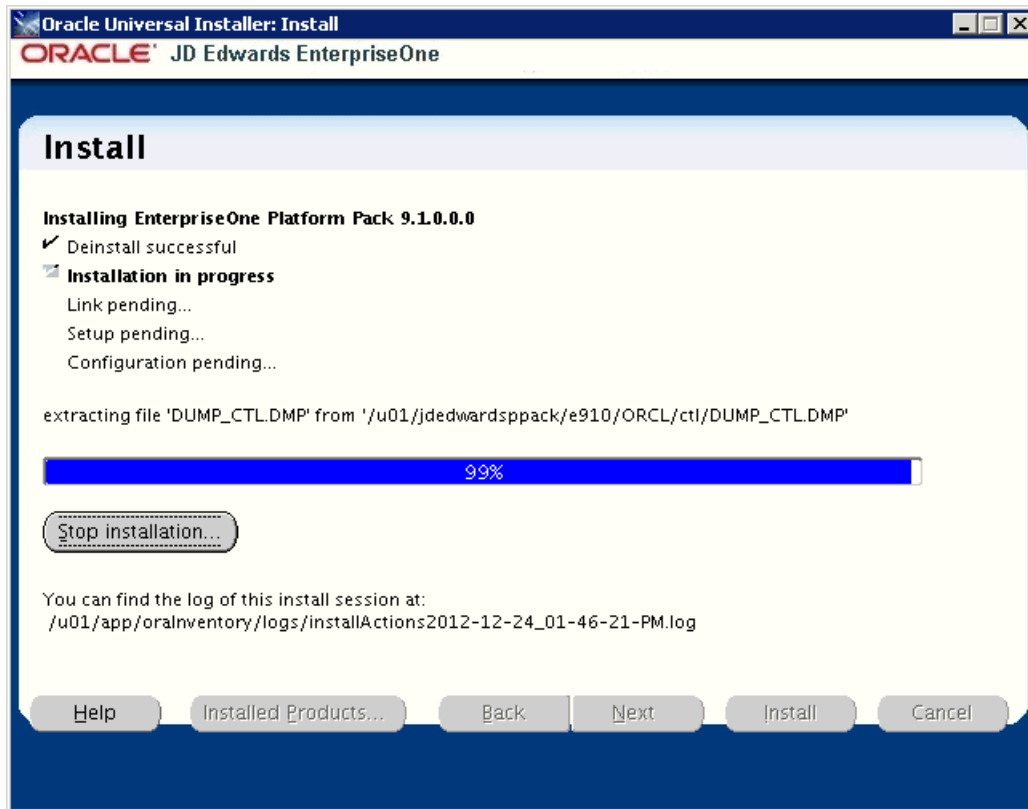 Oracle Universal Installer: Install
ORACLE JD Edwards EnterpriseOne
Install
Installing EnterpriseOne Platform Pack 9.1.0.0.0
Deinstall successful
Installation in progress
Link pending...
Setup pending...
Configuration pending...
extracting file 'DUMP_CTL.DMP' from '/u01/jdedwardsppack/e910/ORCL/ctl/DUMP_CTL.DMP'
99%
Stop installation...
You can find the log of this install session at:
/u01/app/oraInventory/logs/installActions2012-12-24_01-46-21-PM.log
Help Installed Products... Back Next Install Cancel